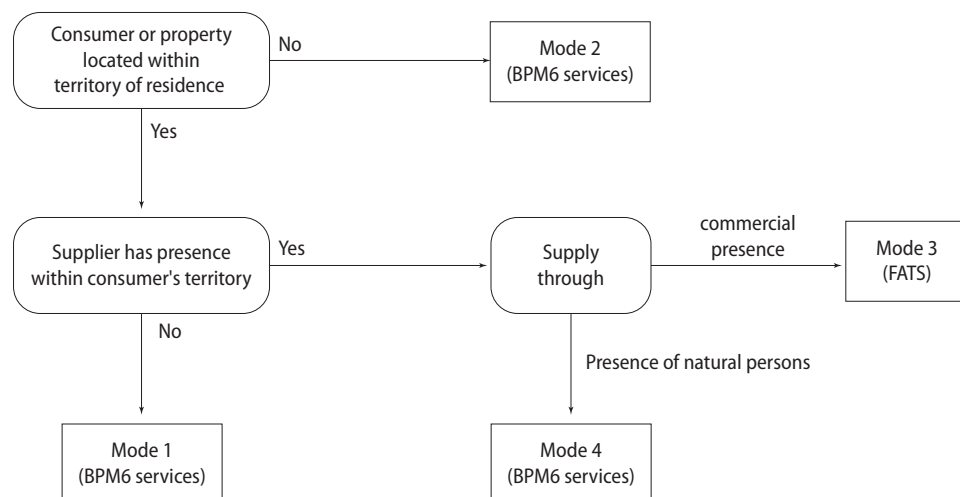 Consumer or property
located within
territory of residence
No
Mode 2
(BPM6 services)
Yes
Supplier has presence
within consumer's territory
Yes
Supply
through
commercial
presence
Mode 3
(FATS)
No
Presence of natural persons
Mode 1
(BPM6 services)
Mode 4
(BPM6 services)